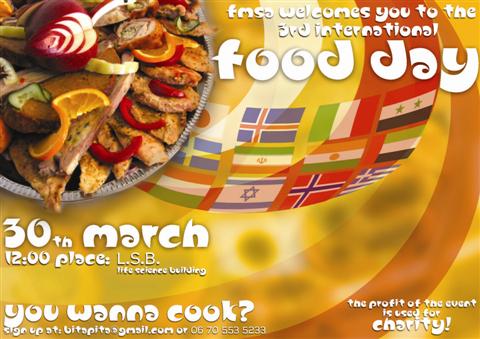 fmsa welcomes you to the
3rd international
food day
30th march
12:00 place: L.S.B.
life science building
you wanna cook?
sign up at: bitapita@gmail.com or 06 70 553 5233
the profit of the event
is used for
charity!